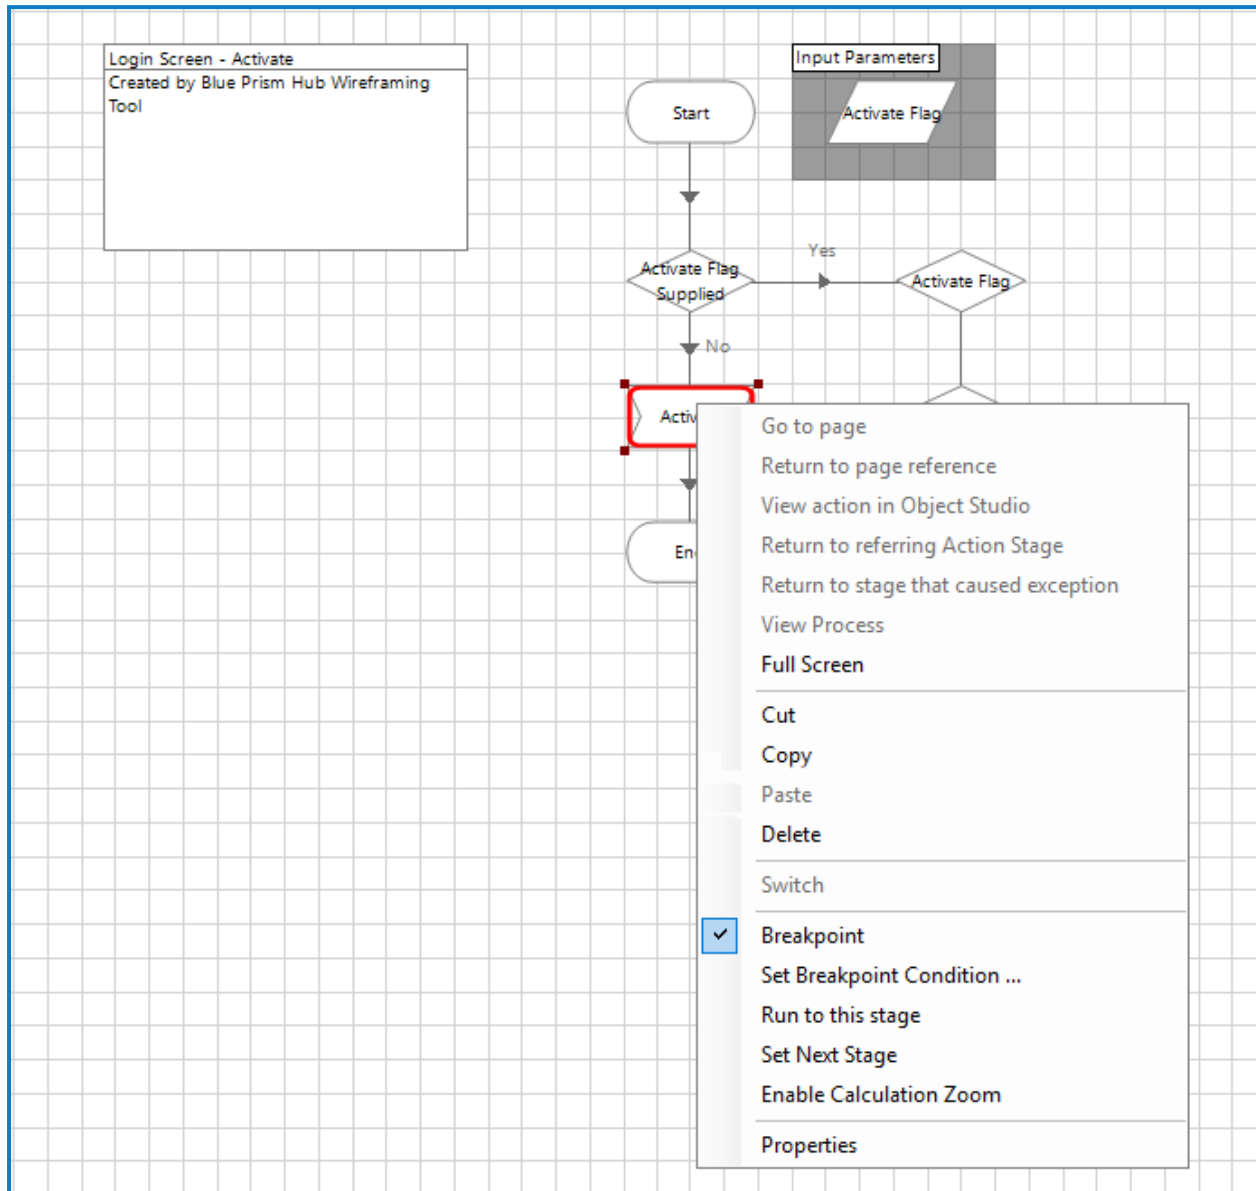 Login Screen - Activate
Created by Blue Prism Hub Wireframing
Tool
Input Parameters
Activate Flag
Start
Activate Flag
Supplied
Yes
Activate Flag
No
Go to page
Return to page reference
View action in Object Studio
Return to referring Action Stage
Return to stage that caused exception
View Process
Full Screen
Cut
Copy
Paste
Delete
Switch
Breakpoint
Set Breakpoint Condition ...
Run to this stage
Set Next Stage
Enable Calculation Zoom
Properties